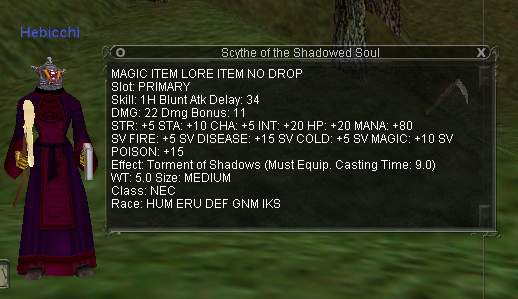 Hebicchi
Scythe of the Shadowed Soul
MAGIC ITEM LORE ITEM NO DROP
Slot: PRIMARY
Skill: 1H Blunt Atk Delay: 34
DMG: 22 Dmg Bonus: 11
STR: +5 STA: +10 CHA: +5 INT: +20 HP: +20 MANA: +80
SV FIRE: +5 SV DISEASE: +15 SV COLD: +5 SV MAGIC: +10 SV
POISON: +15
Effect: Torment of Shadows (Must Equip. Casting Time: 9.0)
WT: 5.0 Size: MEDIUM
Class: NEC
Race: HUM ERU DEF GNM IKS